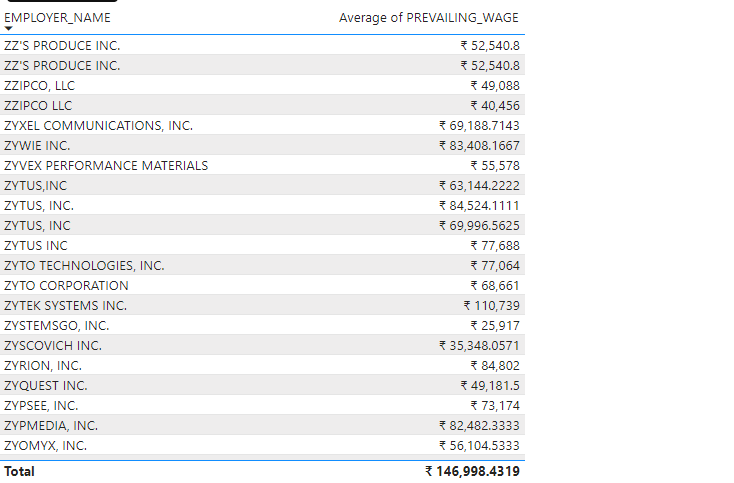 EMPLOYER_NAME Average of PREVAILING_WAGE
ZZ'S PRODUCE INC. ₹ 52,540.8
ZZ'S PRODUCE INC. ₹ 52,540.8
ZZIPCO, LLC ₹ 49,088
ZZIPCO LLC ₹ 40,456
ZYXEL COMMUNICATIONS, INC. ₹ 69,188.7143
ZYWIE INC. ₹ 83,408.1667
ZYVEX PERFORMANCE MATERIALS ₹ 55,578
ZYTUS,INC ₹ 63,144.2222
ZYTUS, INC. ₹ 84,524.1111
ZYTUS, INC ₹ 69,996.5625
ZYTUS INC ₹ 77,688
ZYTO TECHNOLOGIES, INC. ₹ 77,064
ZYTO CORPORATION ₹ 68,661
ZYTEK SYSTEMS INC. ₹ 110,739
ZYSTEMSGO, INC. ₹ 25,917
ZYSCOVICH INC. ₹ 35,348.0571
ZYRION, INC. ₹ 84,802
ZYQUEST INC. ₹ 49,181.5
ZYPSEE, INC. ₹ 73,174
ZYPMEDIA, INC. ₹ 82,482.3333
ZYOMYX, INC. ₹ 56,104.5333
Total ₹ 146,998.4319